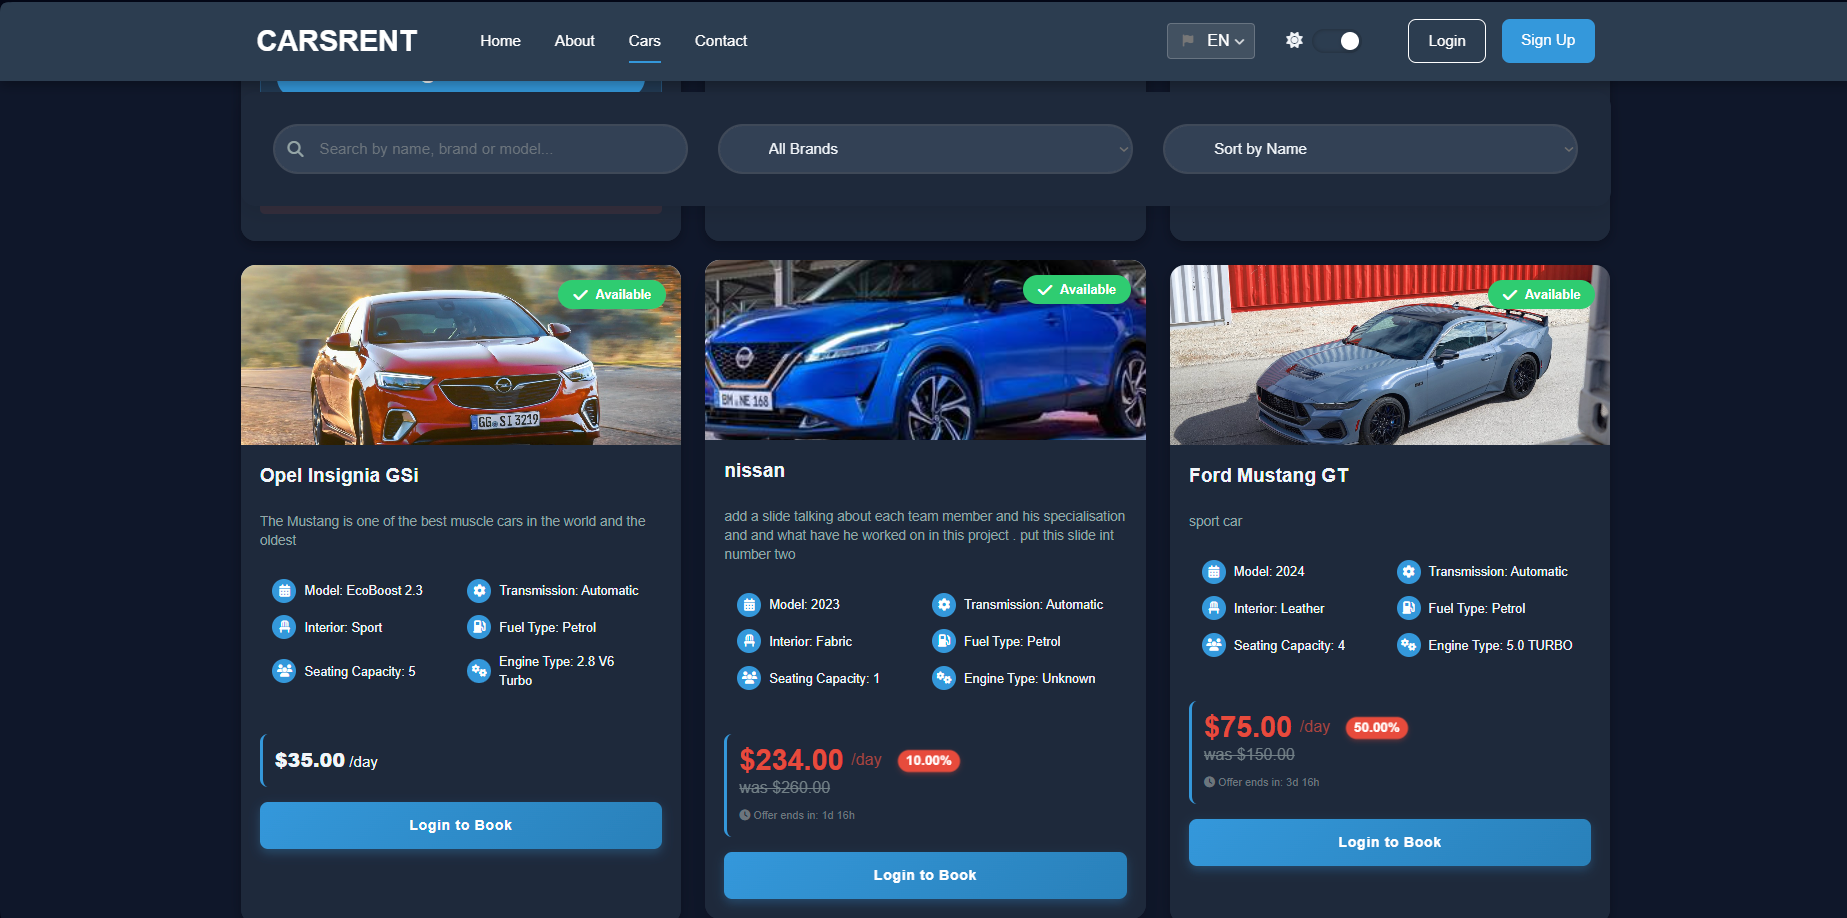 CARSRENT
Home
About
Cars
Contact
EN
Login
Sign Up
Search by name, brand or model...
All Brands
Sort by Name
Available
GG SI 3219
Opel Insignia GSi
The Mustang is one of the best muscle cars in the world and the
oldest
Model: EcoBoost 2.3
Transmission: Automatic
Interior: Sport
Fuel Type: Petrol
Seating Capacity: 5
Engine Type: 2.8 V6
Turbo
$35.00 /day
Login to Book
Available
BM NE 168
nissan
add a slide talking about each team member and his specialisation
and and what have he worked on in this project . put this slide int
number two
Model: 2023
Transmission: Automatic
Interior: Fabric
Fuel Type: Petrol
Seating Capacity: 1
Engine Type: Unknown
$234.00 /day 10.00%
was $260.00
Offer ends in: 1d 16h
Login to Book
Available
Ford Mustang GT
sport car
Model: 2024
Transmission: Automatic
Interior: Leather
Fuel Type: Petrol
Seating Capacity: 4
Engine Type: 5.0 TURBO
$75.00 /day 50.00%
was $150.00
Offer ends in: 3d 16h
Login to Book